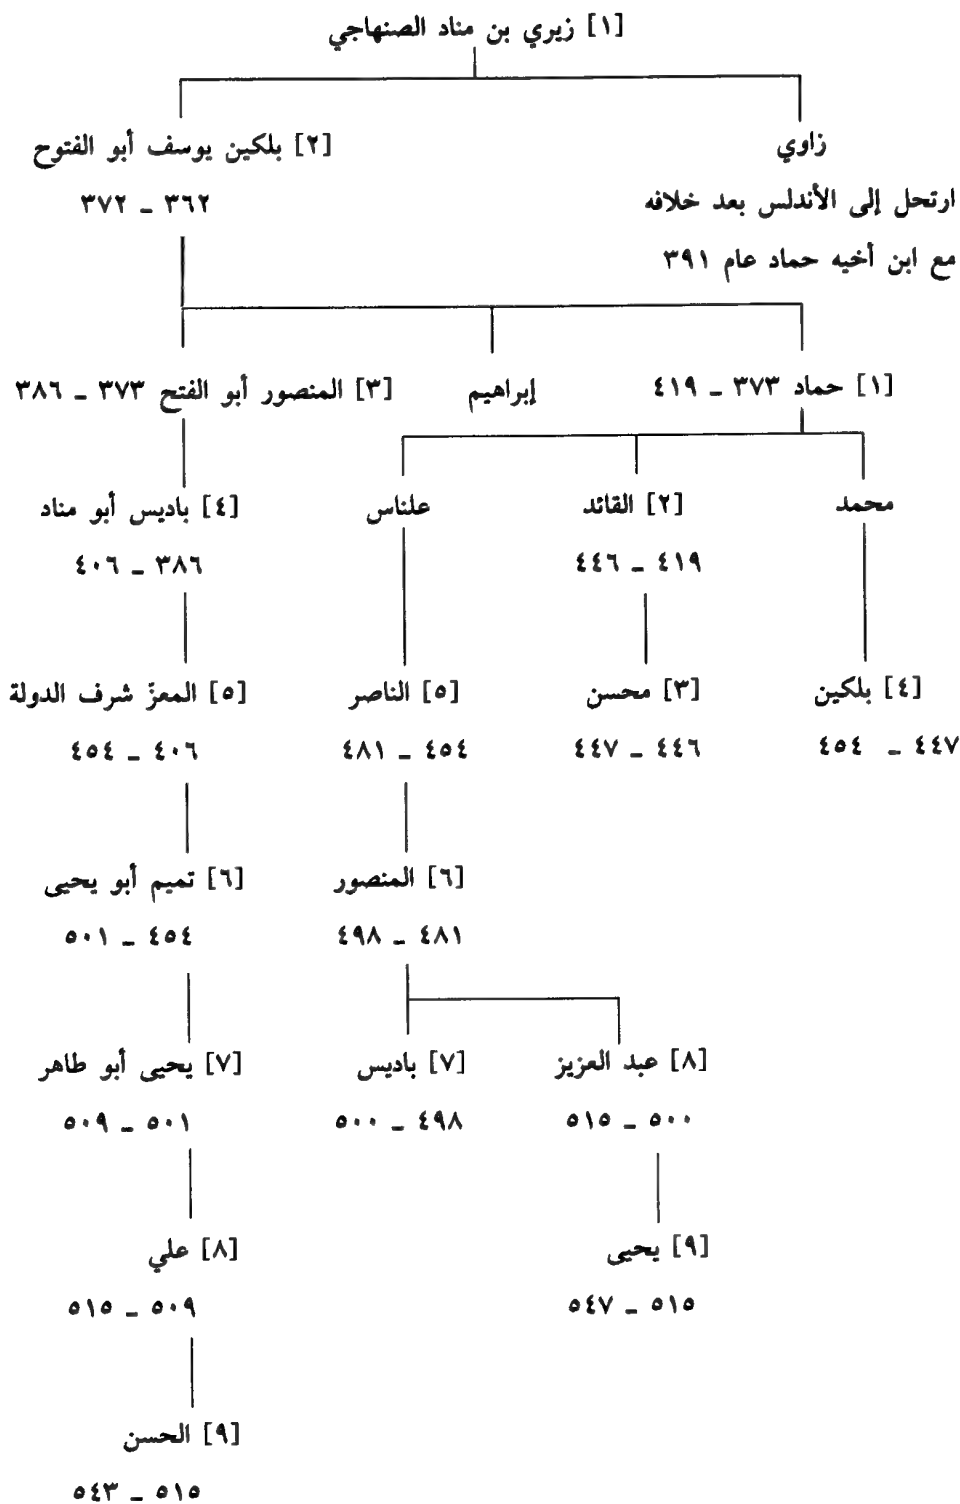 [١] زيري بن مناد الصنهاجي
زاوي
[٢] بلكين يوسف أبو الفتوح
ارتحل إلى الأندلس بعد خلافه
٣٦٢ - ٣٧٢
مع ابن أخيه حماد عام ٣٩١
[١] حماد ٣٧٣ - ٤١٩
إبراهيم
[٣] المنصور أبو الفتح ٣٧٣ - ٣٨٦
محمد
[٢] القائد
علناس
[٤] باديس أبو مناد
٤١٩ - ٤٤٦
٣٨٦ - ٤٠٦
[٤] بلكين
[٣] محسن
[٥] الناصر
[٥] المعزّ شرف الدولة
٤٤٧ - ٤٥٤
٤٤٦ - ٤٤٧
٤٥٤ - ٤٨١
٤٠٦ - ٤٥٤
[٦] المنصور
[٦] تميم أبو يحيى
٤٨١ - ٤٩٨
٤٥٤ - ٥٠١
[٨] عبد العزيز
[٧] باديس
[٧] يحيى أبو طاهر
٥٠٠ - ٥١٥
٤٩٨ - ٥٠٠
٥٠١ - ٥٠٩
[٩] يحيى
[٨] علي
٥١٥ - ٥٤٧
٥٠٩ - ٥١٥
[٩] الحسن
٥١٥ - ٥٤٣